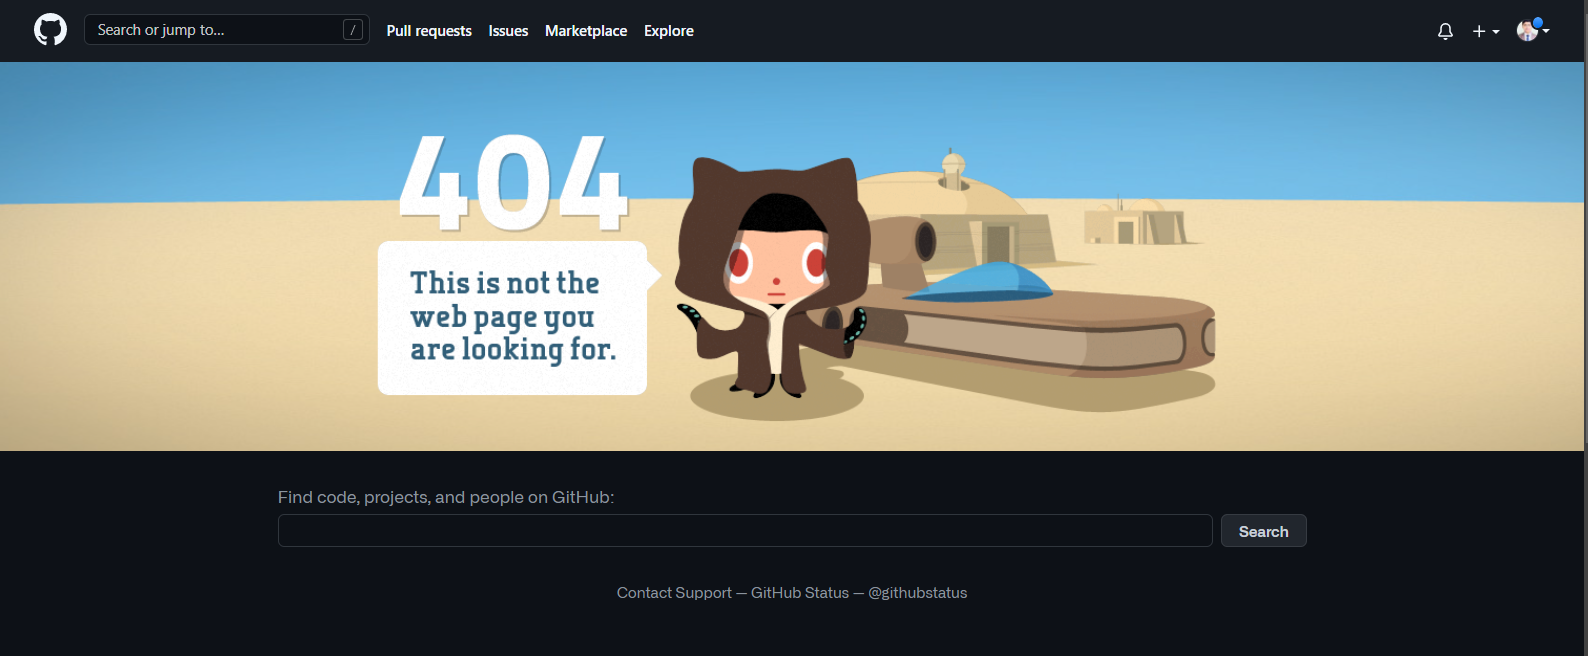 Search or jump to...
/
Pull requests
Issues
Marketplace
Explore
404
This is not the
web page you
are looking for.
Find code, projects, and people on GitHub:
Search
Contact Support — GitHub Status — @githubstatus